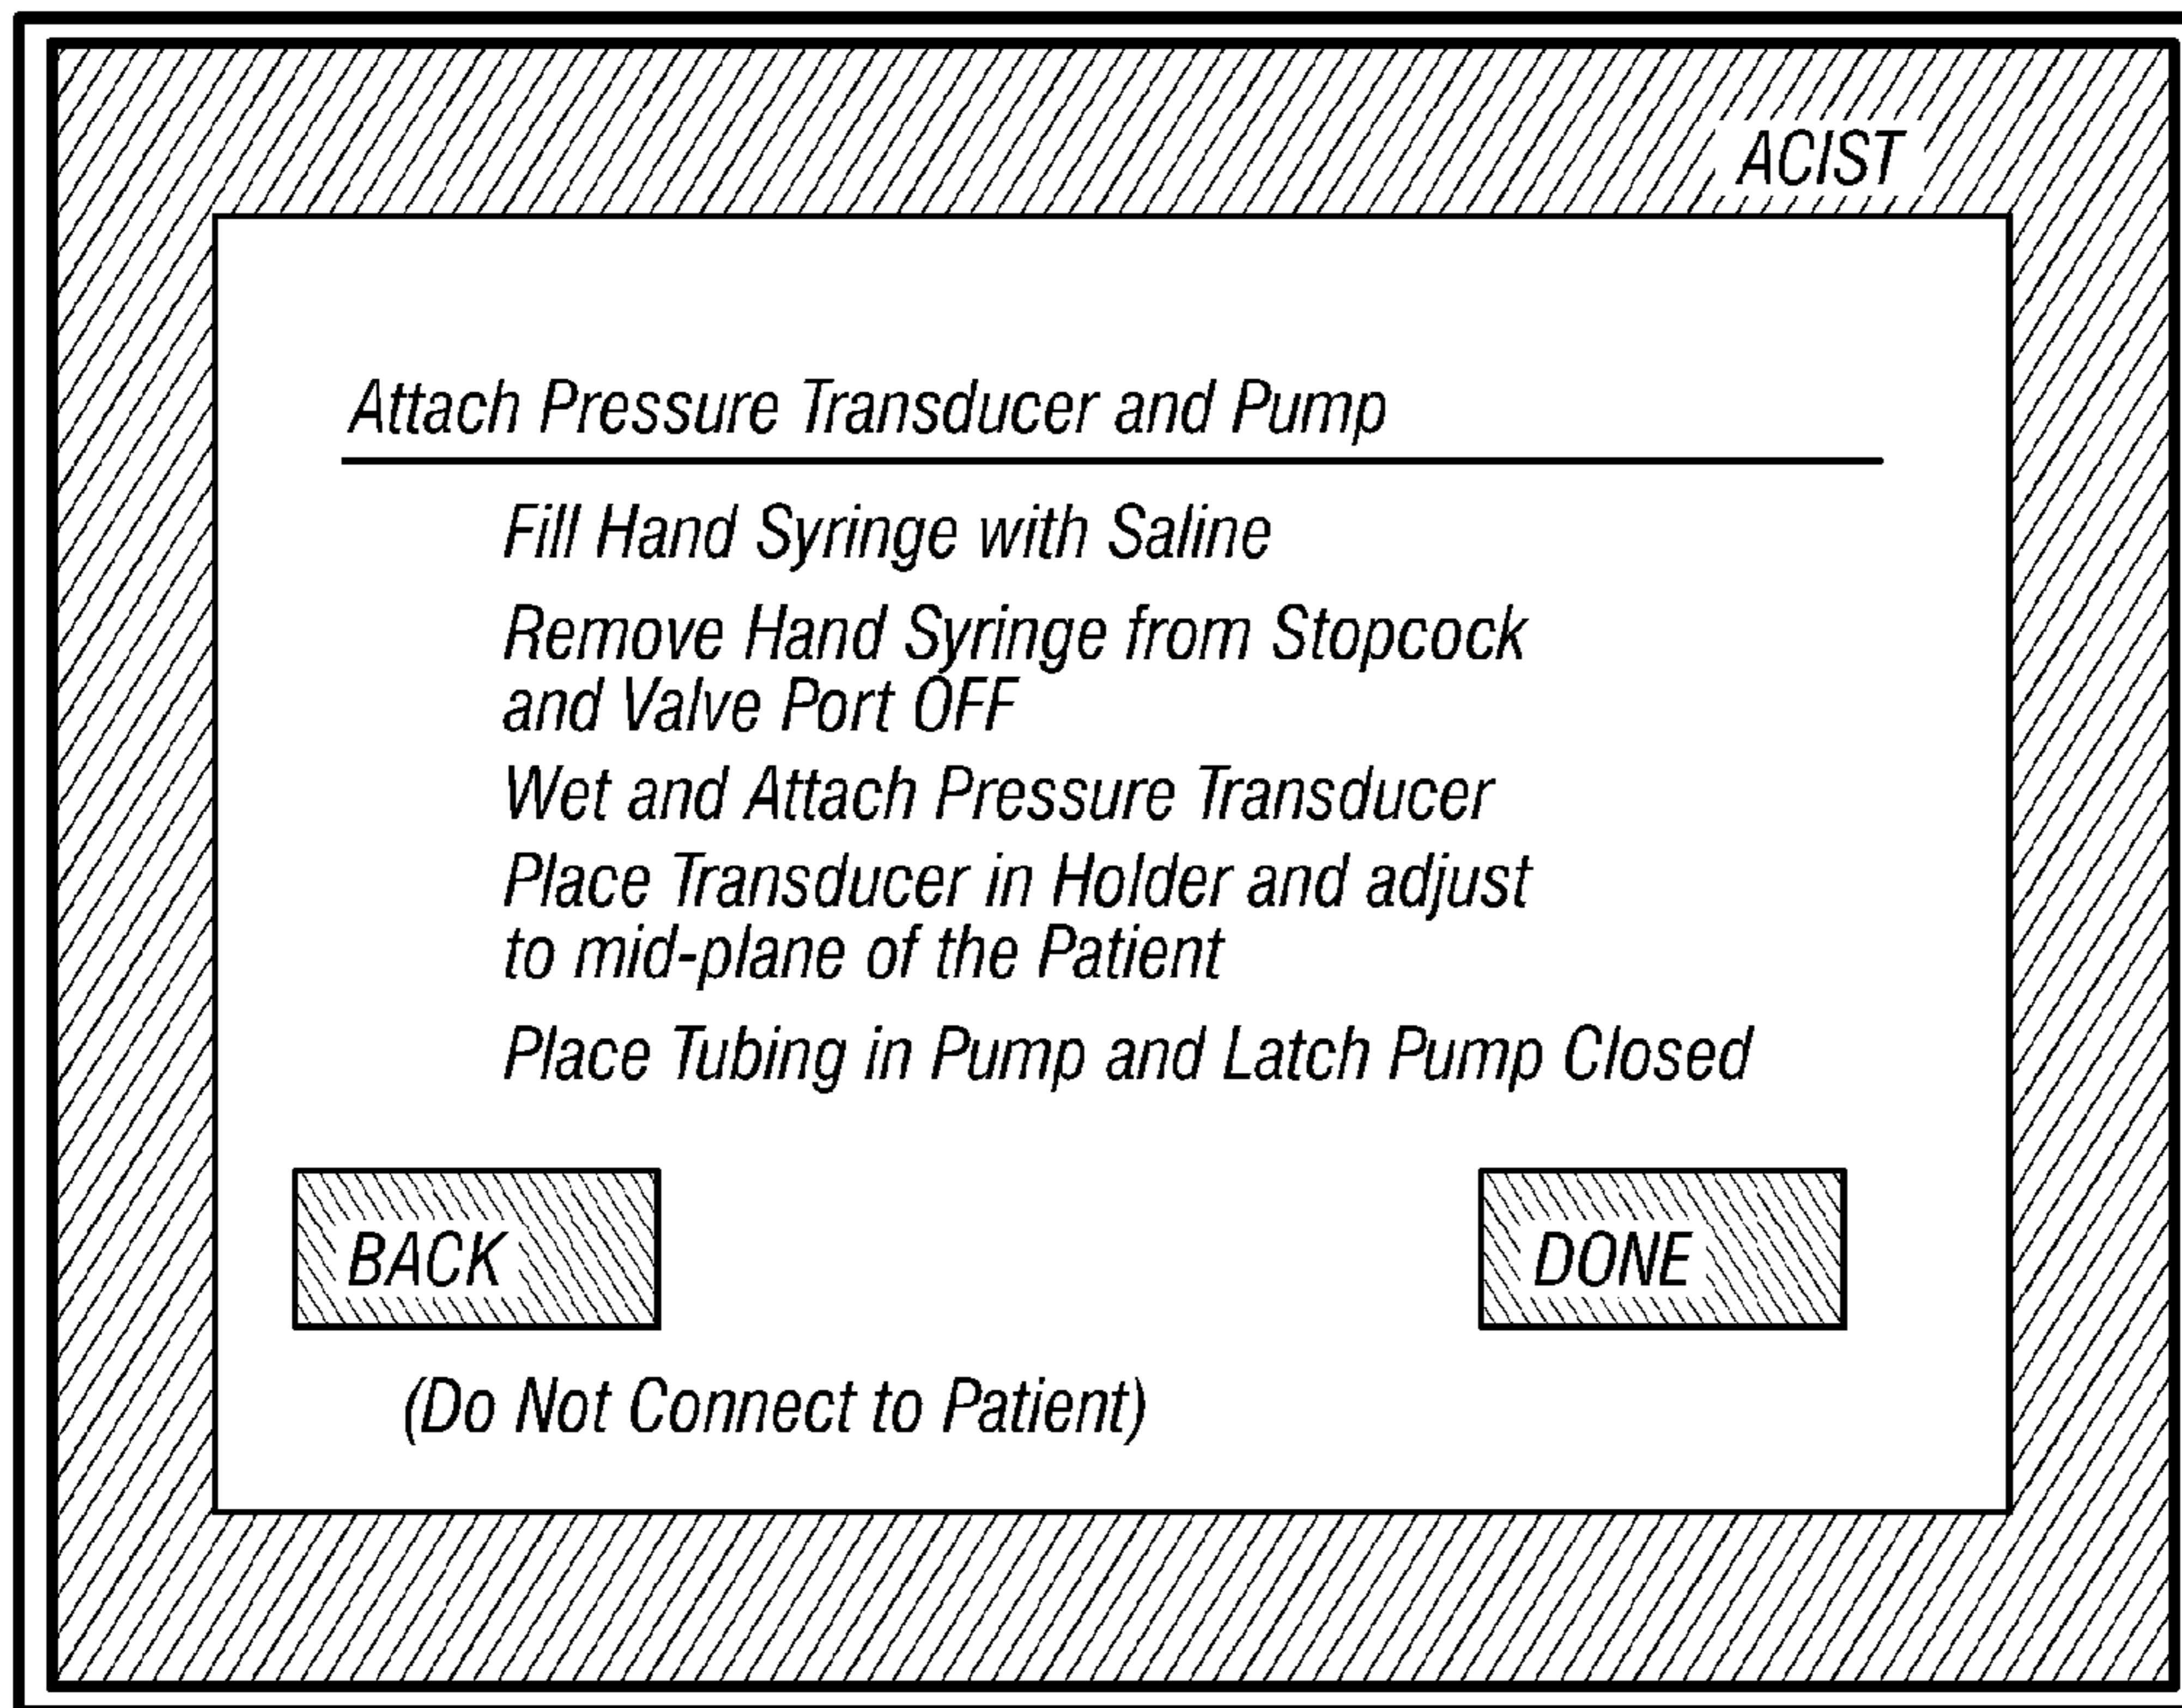 ACIST
Attach Pressure Transducer and Pump
Fill Hand Syringe with Saline
Remove Hand Syringe from Stopcock
and Valve Port OFF
Wet and Attach Pressure Transducer
Place Transducer in Holder and adjust
to mid-plane of the Patient
Place Tubing in Pump and Latch Pump Closed
BACK
DONE
(Do Not Connect to Patient)